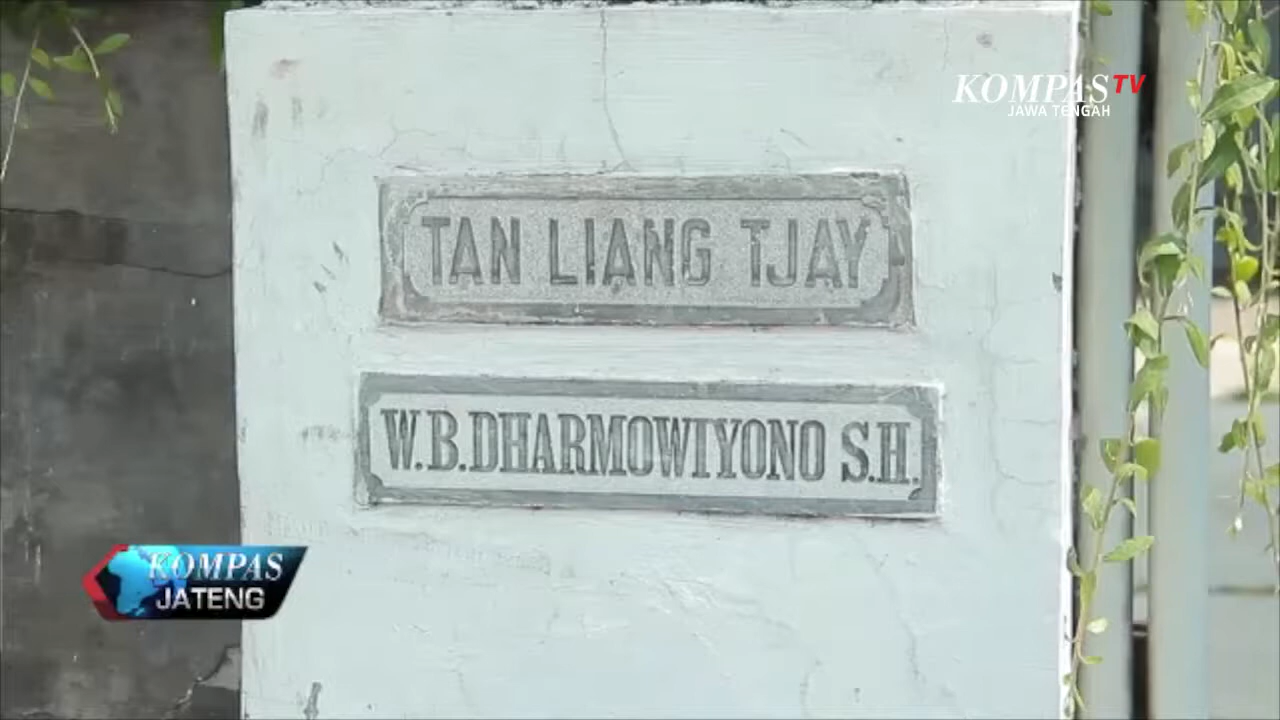 KOMPAS TV
JAWA TENGAH
TAN LIANG TJAY
W.B.DHARMOWIYONO S.H.
KOMPAS
JATENG